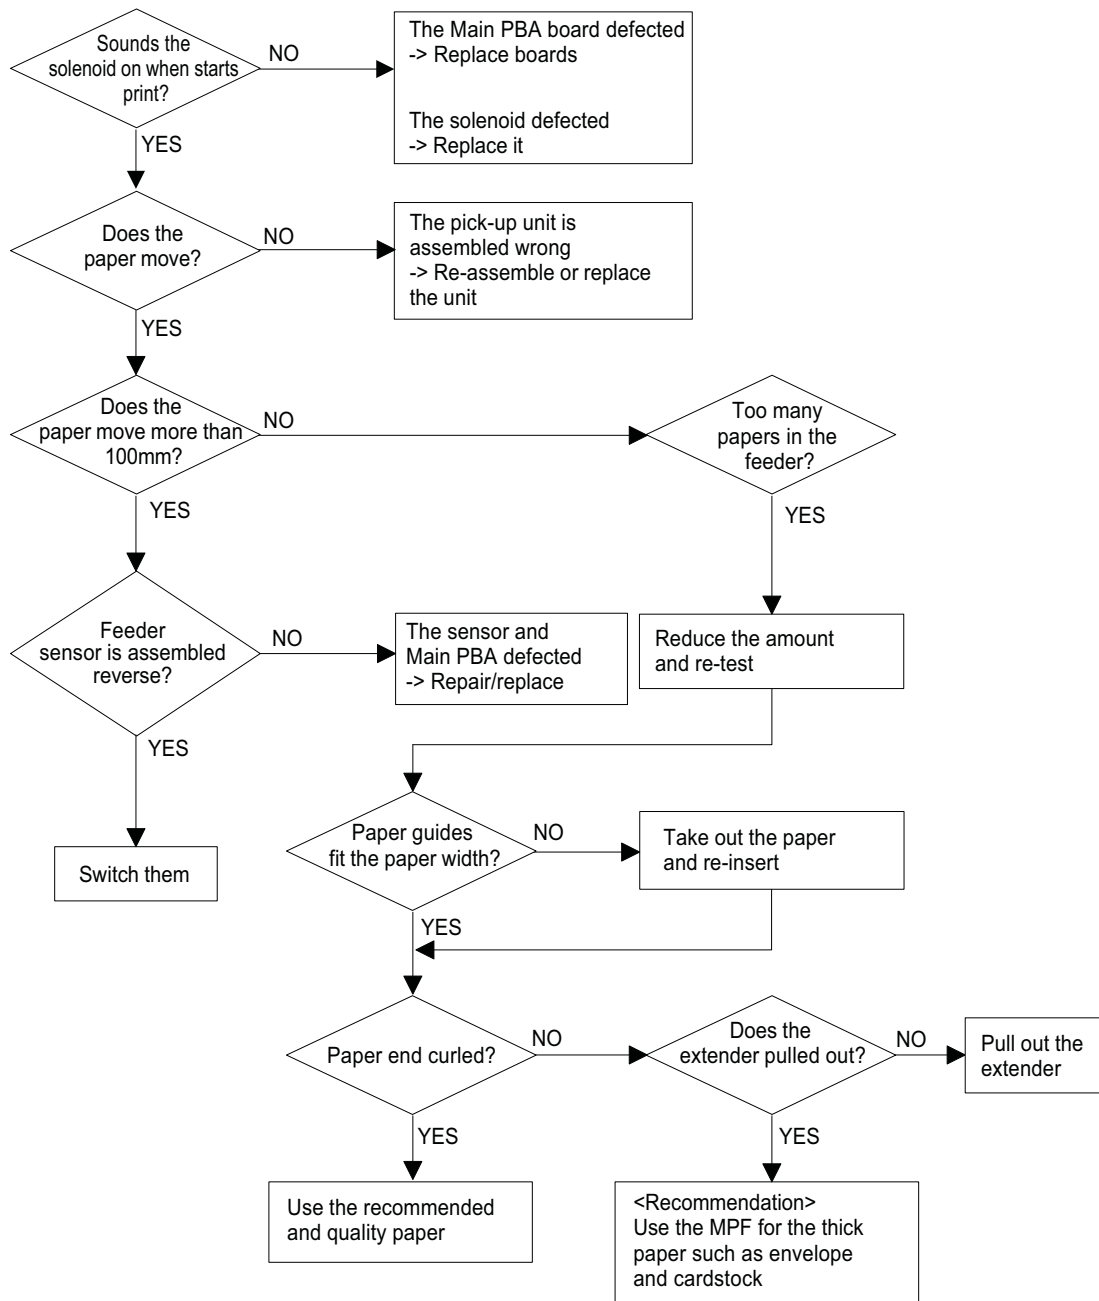 Sounds the
solenoid on when starts
print?
NO
The Main PBA board defected
-> Replace boards
The solenoid defected
-> Replace it
YES
Does the
paper move?
NO
The pick-up unit is
assembled wrong
-> Re-assemble or replace
the unit
YES
Does the
paper move more than
100mm?
NO
Too many
papers in the
feeder?
YES
YES
Feeder
sensor is assembled
reverse?
NO
The sensor and
Main PBA defected
-> Repair/replace
Reduce the amount
and re-test
YES
Switch them
Paper guides
fit the paper width?
NO
Take out the paper
and re-insert
YES
Paper end curled?
NO
Does the
extender pulled out?
NO
Pull out the
extender
YES
YES
Use the recommended
and quality paper
<Recommendation>
Use the MPF for the thick
paper such as envelope
and cardstock